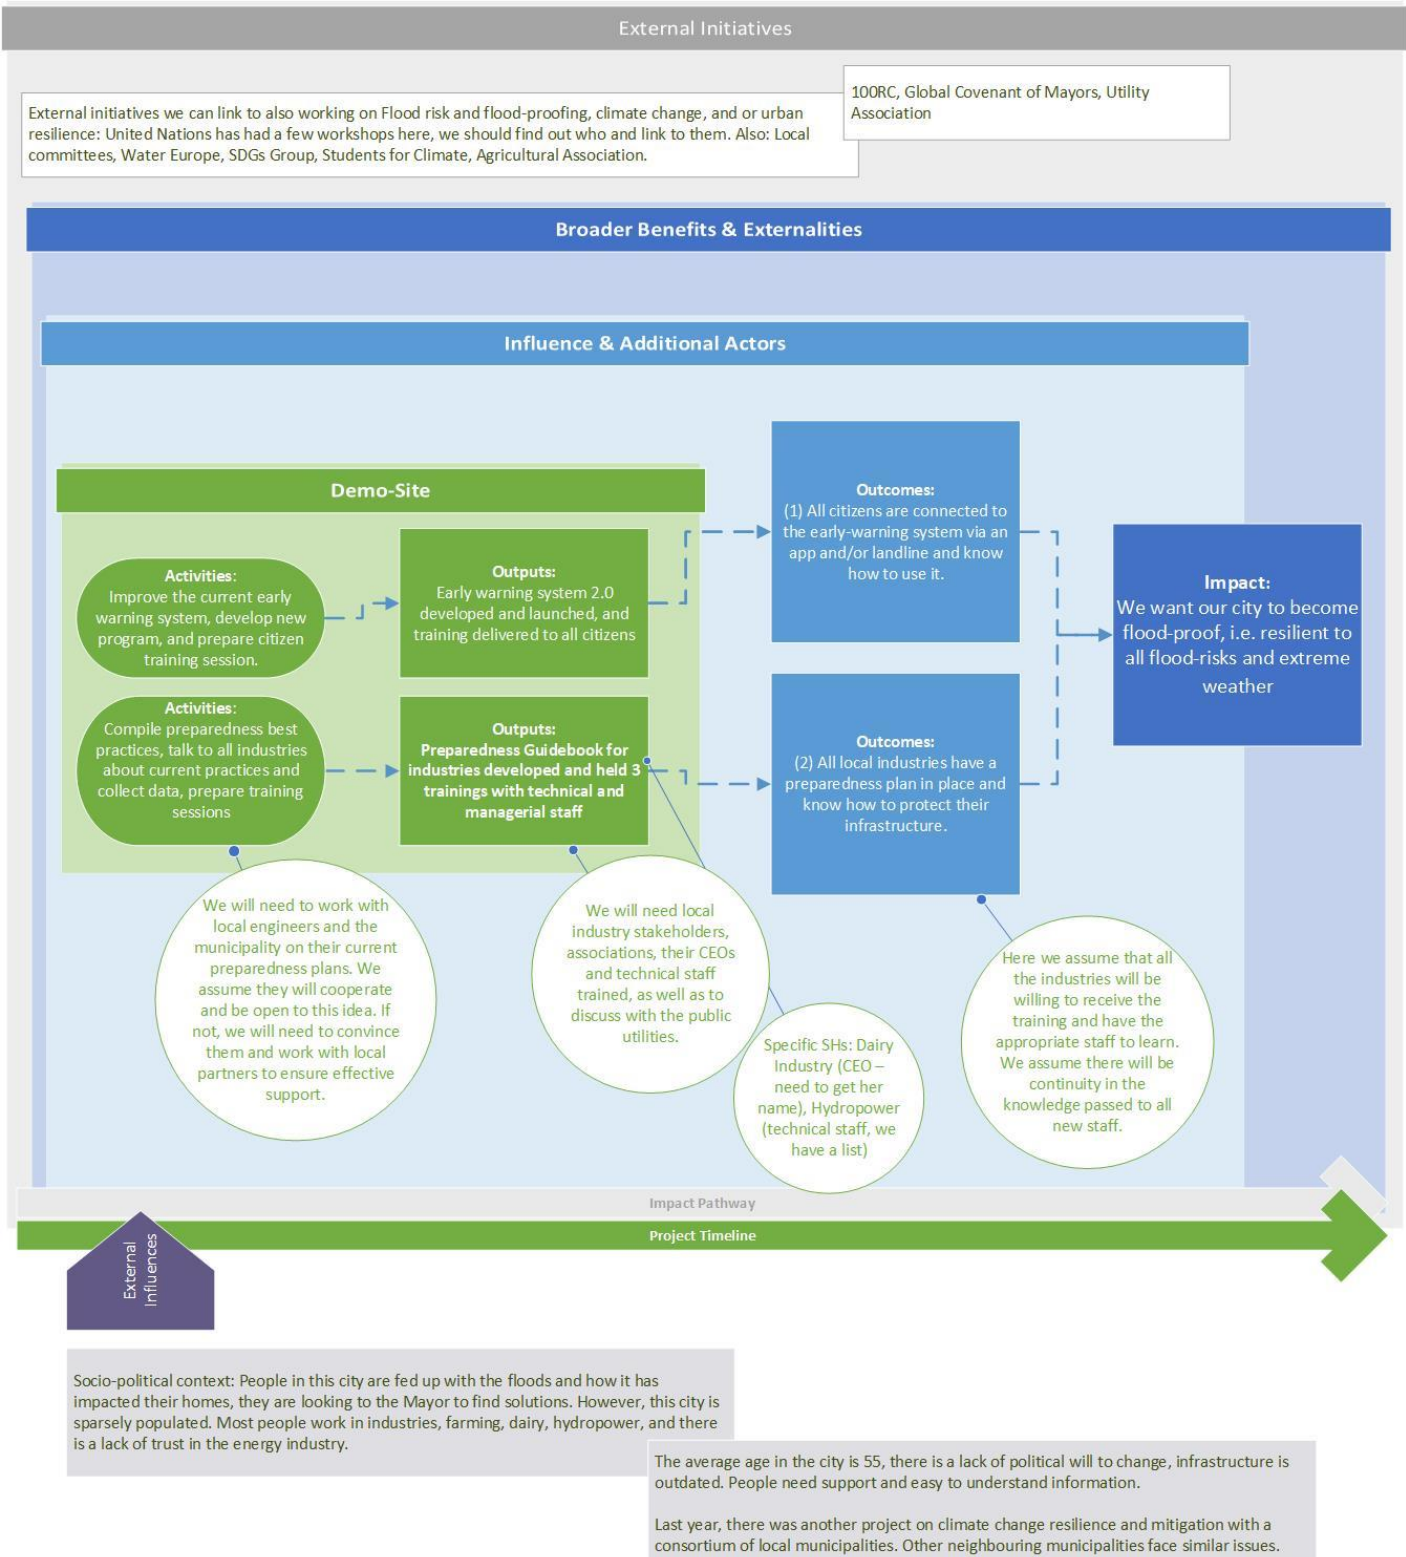 External Initiatives
External initiatives we can link to also working on Flood risk and flood-proofing, climate change, and or urban
resilience: United Nations has had a few workshops here, we should find out who and link to them. Also: Local
committees, Water Europe, SDGs Group, Students for Climate, Agricultural Association.
100RC, Global Covenant of Mayors, Utility
Association
Broader Benefits & Externalities
Influence & Additional Actors
Demo-Site
Activities:
Improve the current early
warning system, develop new
program, and prepare citizen
training session.
Outputs:
Early warning system 2.0
developed and launched, and
training delivered to all citizens
Outcomes:
(1) All citizens are connected to
the early-warning system via an
app and/or landline and know
how to use it.
Impact:
We want our city to become
flood-proof, i.e. resilient to
all flood-risks and extreme
weather
Activities:
Compile preparedness best
practices, talk to all industries
about current practices and
collect data, prepare training
sessions
Outputs:
Preparedness Guidebook for
industries developed and held 3
trainings with technical and
managerial staff
Outcomes:
(2) All local industries have a
preparedness plan in place and
know how to protect their
infrastructure.
We will need to work with
local engineers and the
municipality on their current
preparedness plans. We
assume they will cooperate
and be open to this idea. If
not, we will need to convince
them and work with local
partners to ensure effective
support.
We will need local
industry stakeholders,
associations, their CEOs
and technical staff
trained, as well as to
discuss with the public
utilities.
Specific SHs: Dairy
Industry (CEO –
need to get her
name), Hydropower
(technical staff, we
have a list)
Here we assume that all
the industries will be
willing to receive the
training and have the
appropriate staff to learn.
We assume there will be
continuity in the
knowledge passed to all
new staff.
Impact Pathway
Project Timeline
External
Influences
Socio-political context: People in this city are fed up with the floods and how it has
impacted their homes, they are looking to the Mayor to find solutions. However, this city is
sparsely populated. Most people work in industries, farming, dairy, hydropower, and there
is a lack of trust in the energy industry.
The average age in the city is 55, there is a lack of political will to change, infrastructure is
outdated. People need support and easy to understand information.
Last year, there was another project on climate change resilience and mitigation with a
consortium of local municipalities. Other neighbouring municipalities face similar issues.